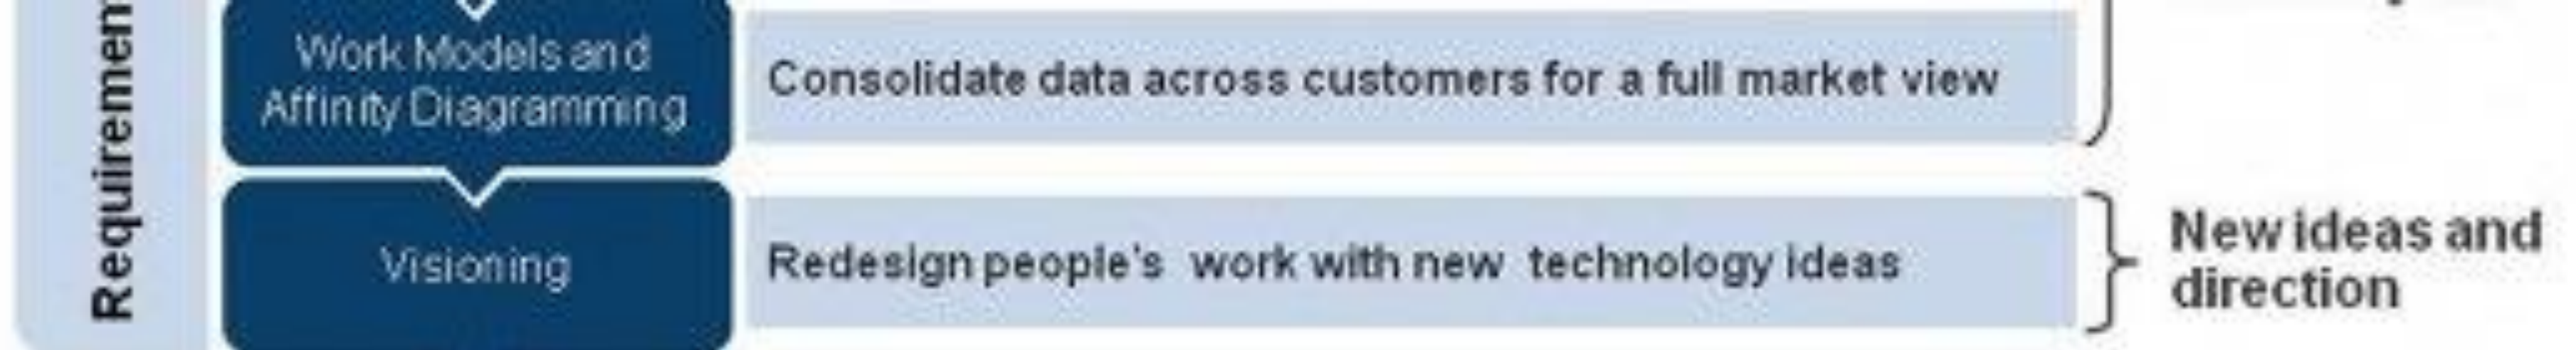 Work Models and
Affinity Diagramming
Consolidate data across customers for a full market view
Visioning
Redesign people's work with new technology ideas
New ideas and
direction